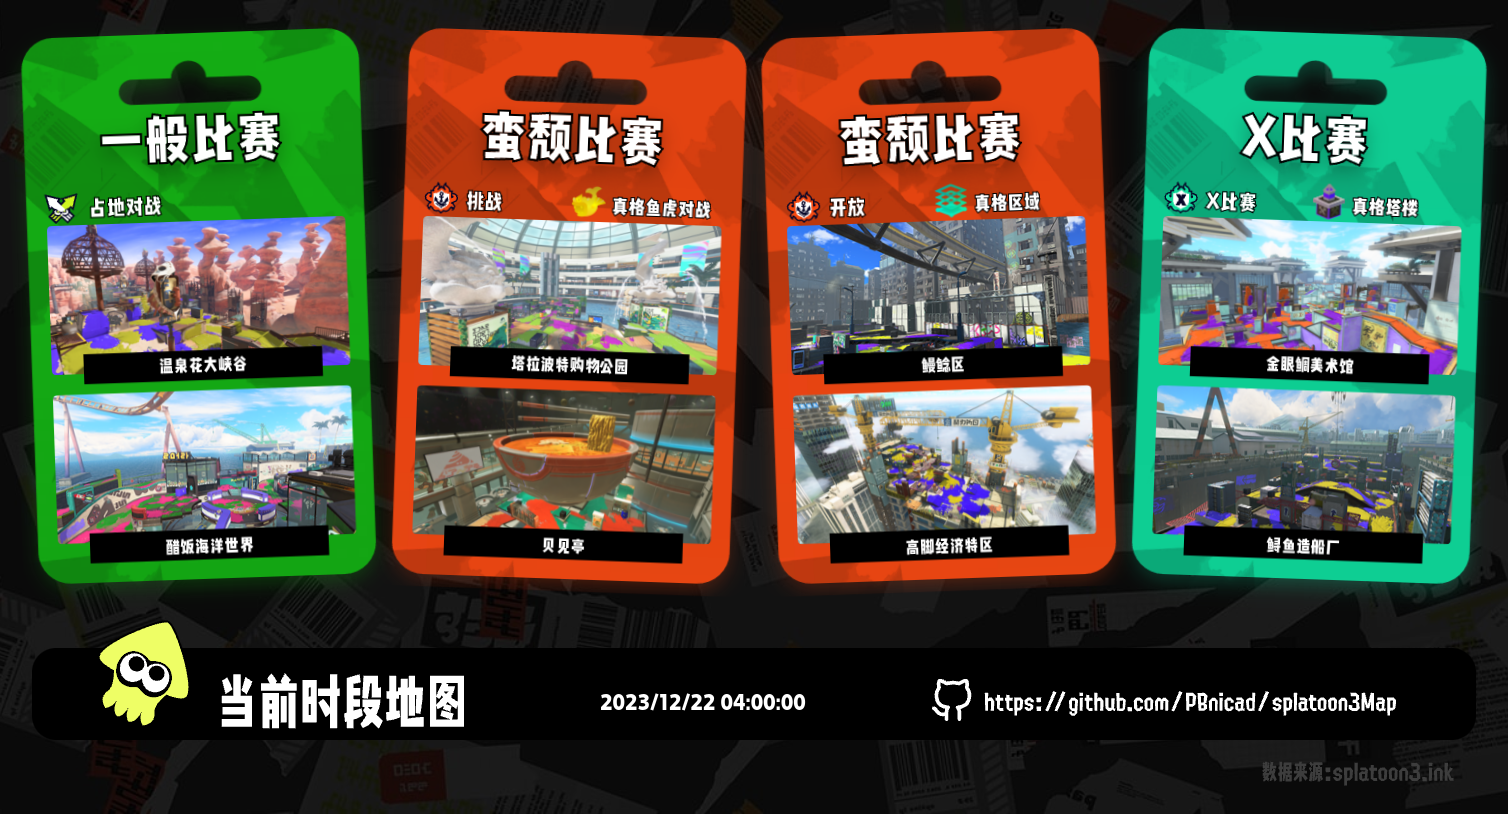 一般比赛
占地对战
温泉花大峡谷
醋饭海洋世界
蛮颓比赛
挑战
真格鱼虎对战
塔拉波特购物公园
贝见亭
蛮颓比赛
开放
真格区域
鳗鲶区
高脚经济特区
X比赛
X比赛
真格塔楼
金眼鲷美术馆
鲟鱼造船厂
当前时段地图
2023/12/22 04:00:00
https://github.com/PBnicad/splatoon3Map
数据来源:splatoon3.ink